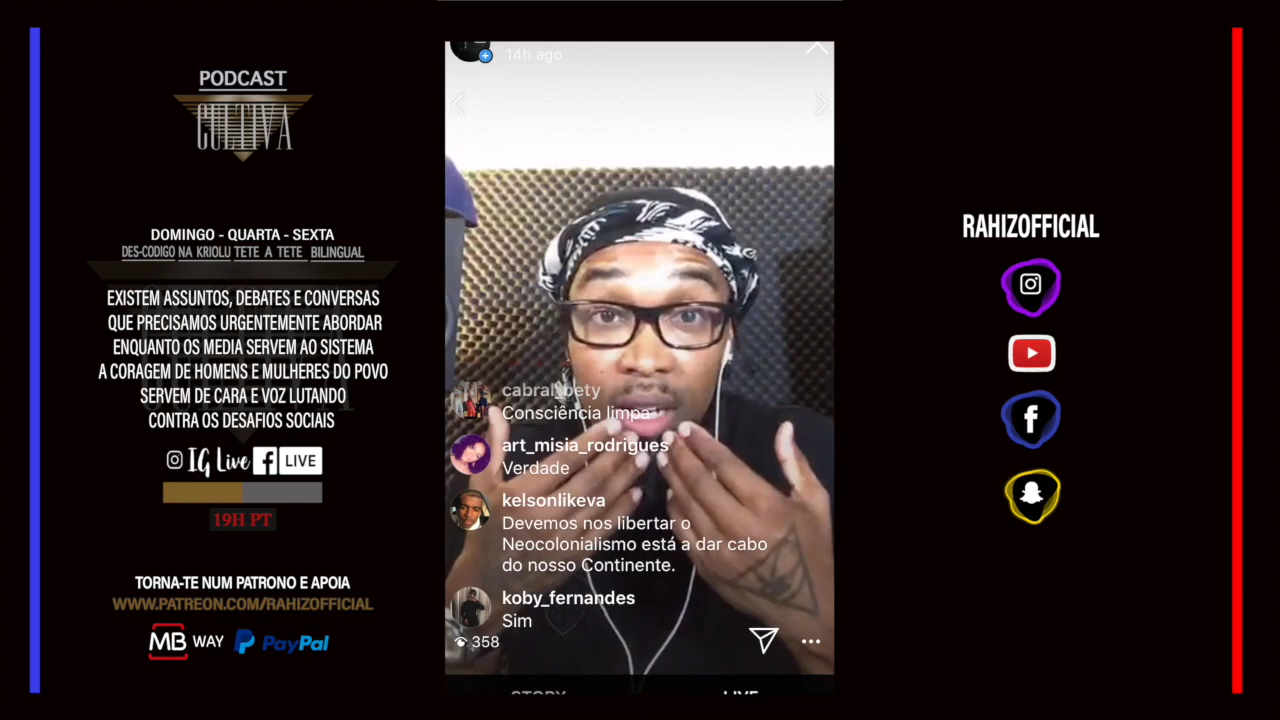 PODCAST
CULTIVA
DOMINGO - QUARTA - SEXTA
DES-CODIGO NA KRIOLU TETE A TETE BILINGUAL
EXISTEM ASSUNTOS, DEBATES E CONVERSAS
QUE PRECISAMOS URGENTEMENTE ABORDAR
ENQUANTO OS MEDIA SERVEM AO SISTEMA
A CORAGEM DE HOMENS E MULHERES DO POVO
SERVEM DE CARA E VOZ LUTANDO
CONTRA OS DESAFIOS SOCIAIS
IG Live f LIVE
19H PT
TORNA-TE NUM PATRONO E APOIA
WWW.PATREON.COM/RAHIZOFFICIAL
MB WAY PayPal
14h ago
cabral_bety
Consciência limpa
art_misia_rodrigues
Verdade
kelsonlikeva
Devemos nos libertar o
Neocolonialismo está a dar cabo
do nosso Continente.
koby_fernandes
Sim
358
STORY LIVE
RAHIZOFFICIAL